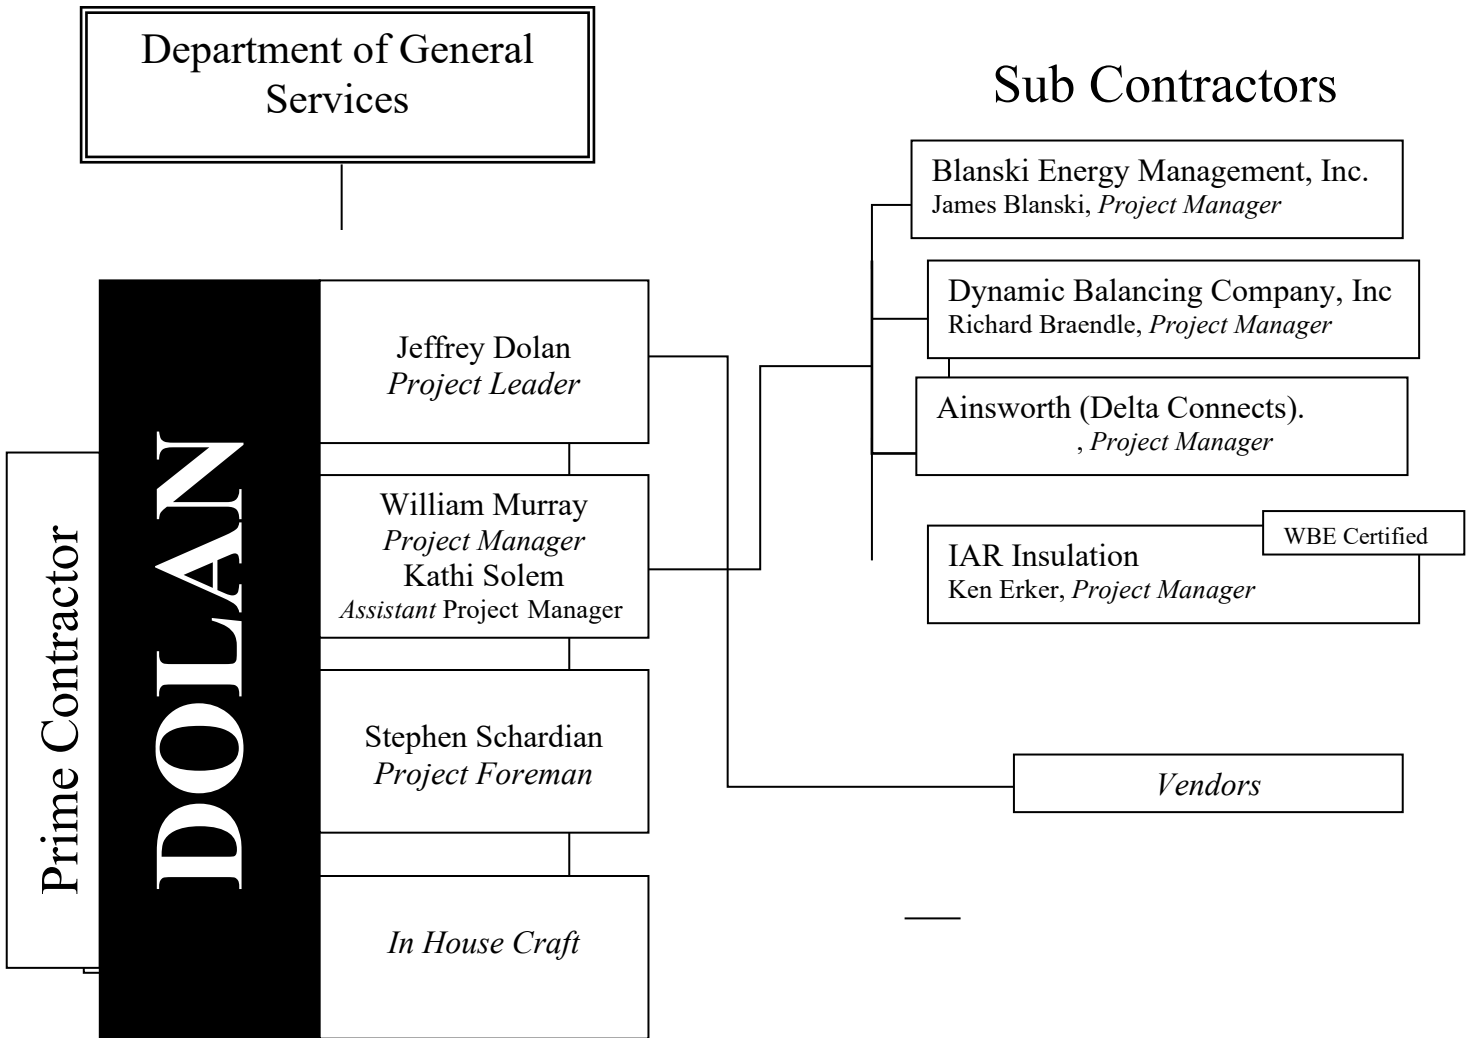 Department of General
Services
Prime Contractor
DOLAN
Jeffrey Dolan
Project Leader
William Murray
Project Manager
Kathi Solem
Assistant Project Manager
Stephen Schardian
Project Foreman
In House Craft
Sub Contractors
Blanski Energy Management, Inc.
James Blanski, Project Manager
Dynamic Balancing Company, Inc
Richard Braendle, Project Manager
Ainsworth (Delta Connects).
, Project Manager
WBE Certified
IAR Insulation
Ken Erker, Project Manager
Vendors